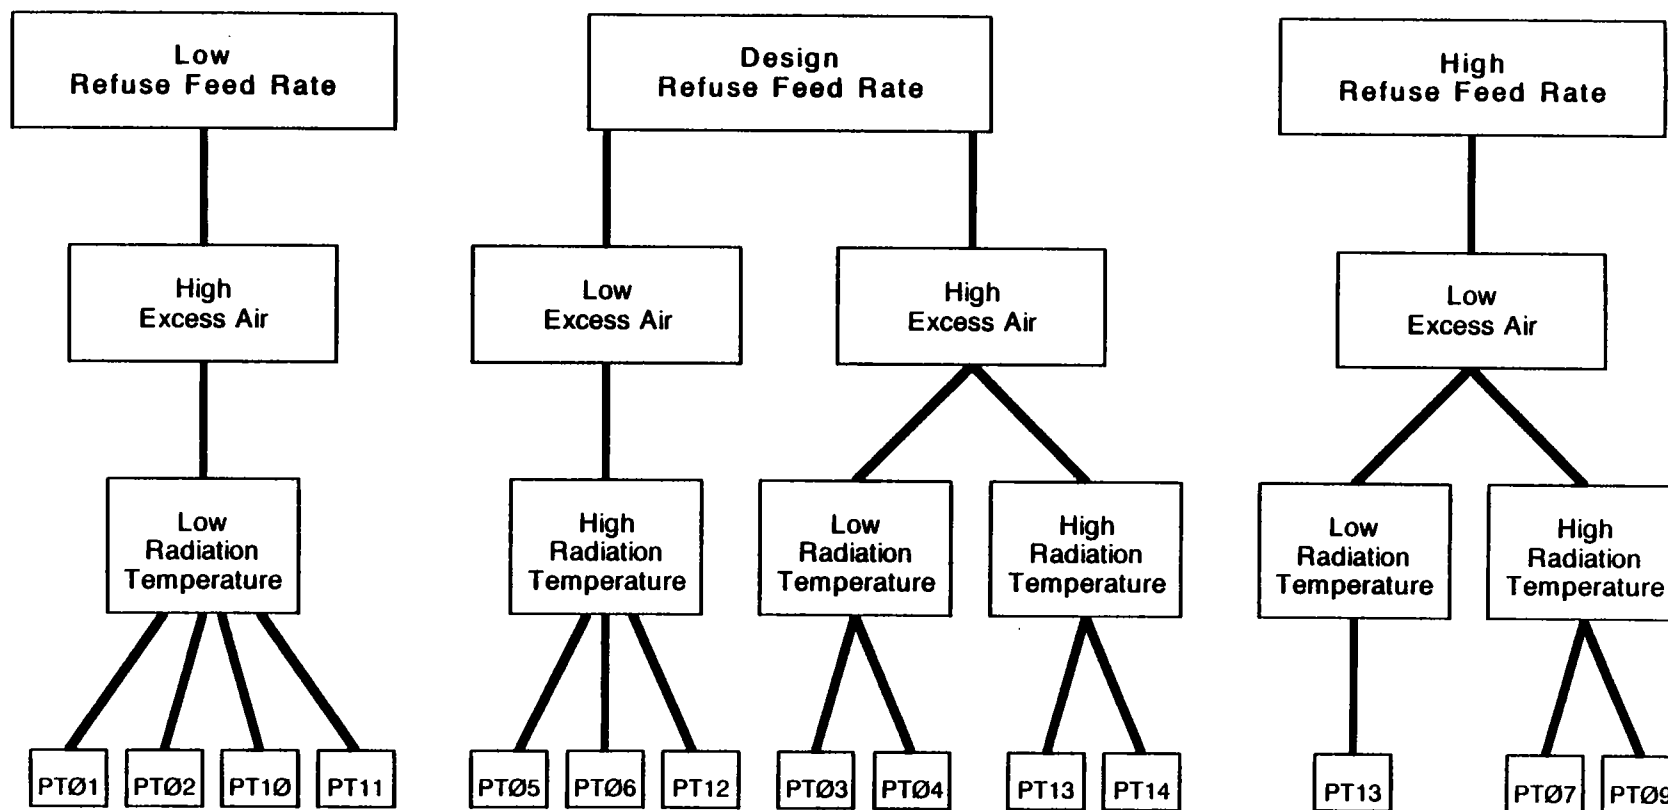 Low
Refuse Feed Rate
Design
Refuse Feed Rate
High
Refuse Feed Rate
High
Excess Air
Low
Excess Air
High
Excess Air
Low
Excess Air
Low
Radiation
Temperature
High
Radiation
Temperature
Low
Radiation
Temperature
High
Radiation
Temperature
Low
Radiation
Temperature
High
Radiation
Temperature
PTØ1
PTØ2
PT1Ø
PT11
PTØ5
PTØ6
PT12
PTØ3
PTØ4
PT13
PT14
PT13
PTØ7
PTØ9